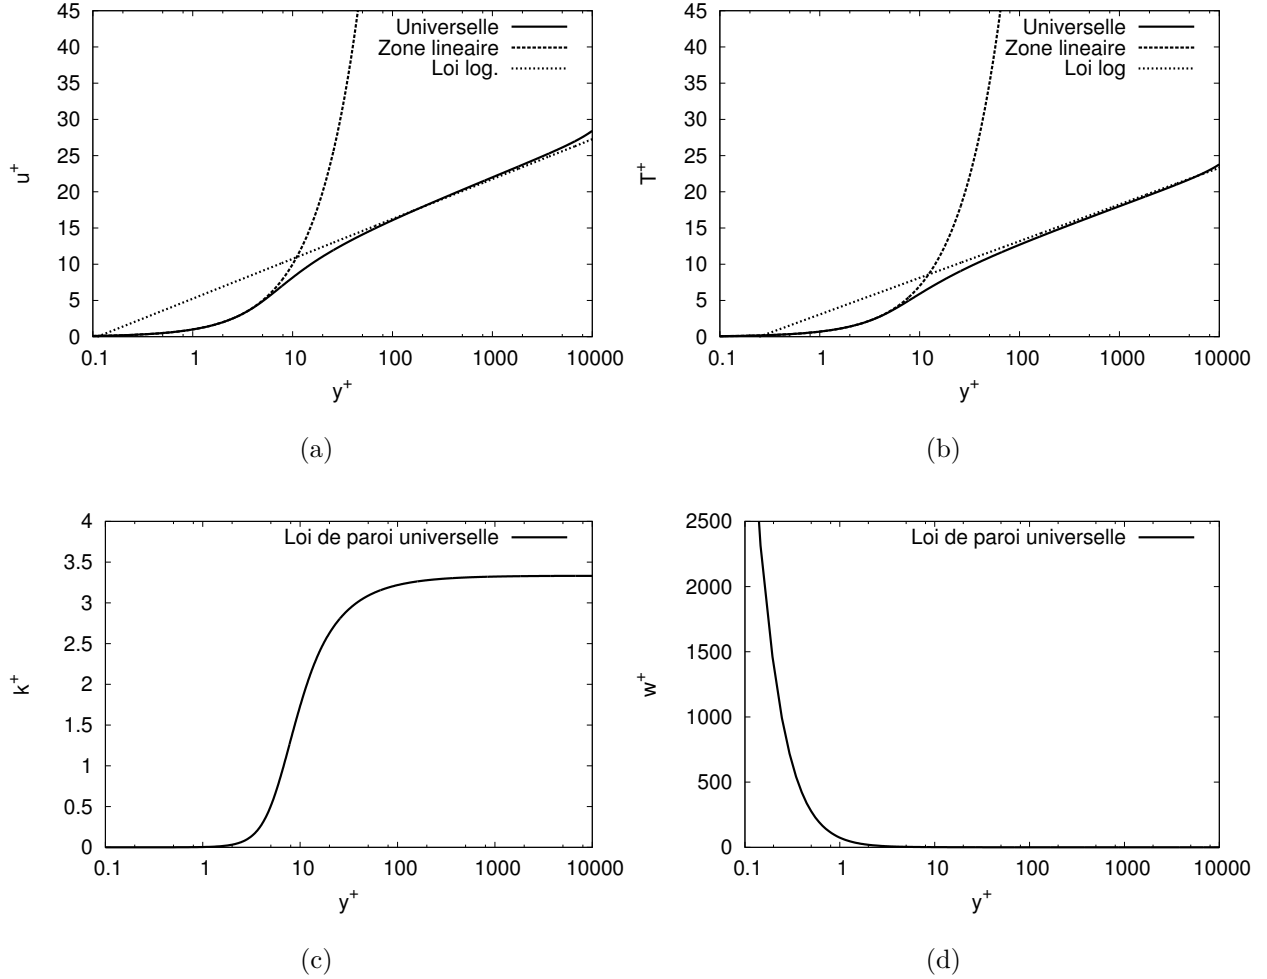 45
40
35
30
25
20
15
10
5
0
0.1 1 10 100 1000 10000
u+
y+
Universelle
Zone lineaire
Loi log.
(a)
45
40
35
30
25
20
15
10
5
0
0.1 1 10 100 1000 10000
T+
y+
Universelle
Zone lineaire
Loi log
(b)
4
3.5
3
2.5
2
1.5
1
0.5
0
0.1 1 10 100 1000 10000
k+
y+
Loi de paroi universelle
(c)
2500
2000
1500
1000
500
0
0.1 1 10 100 1000 10000
w+
y+
Loi de paroi universelle
(d)